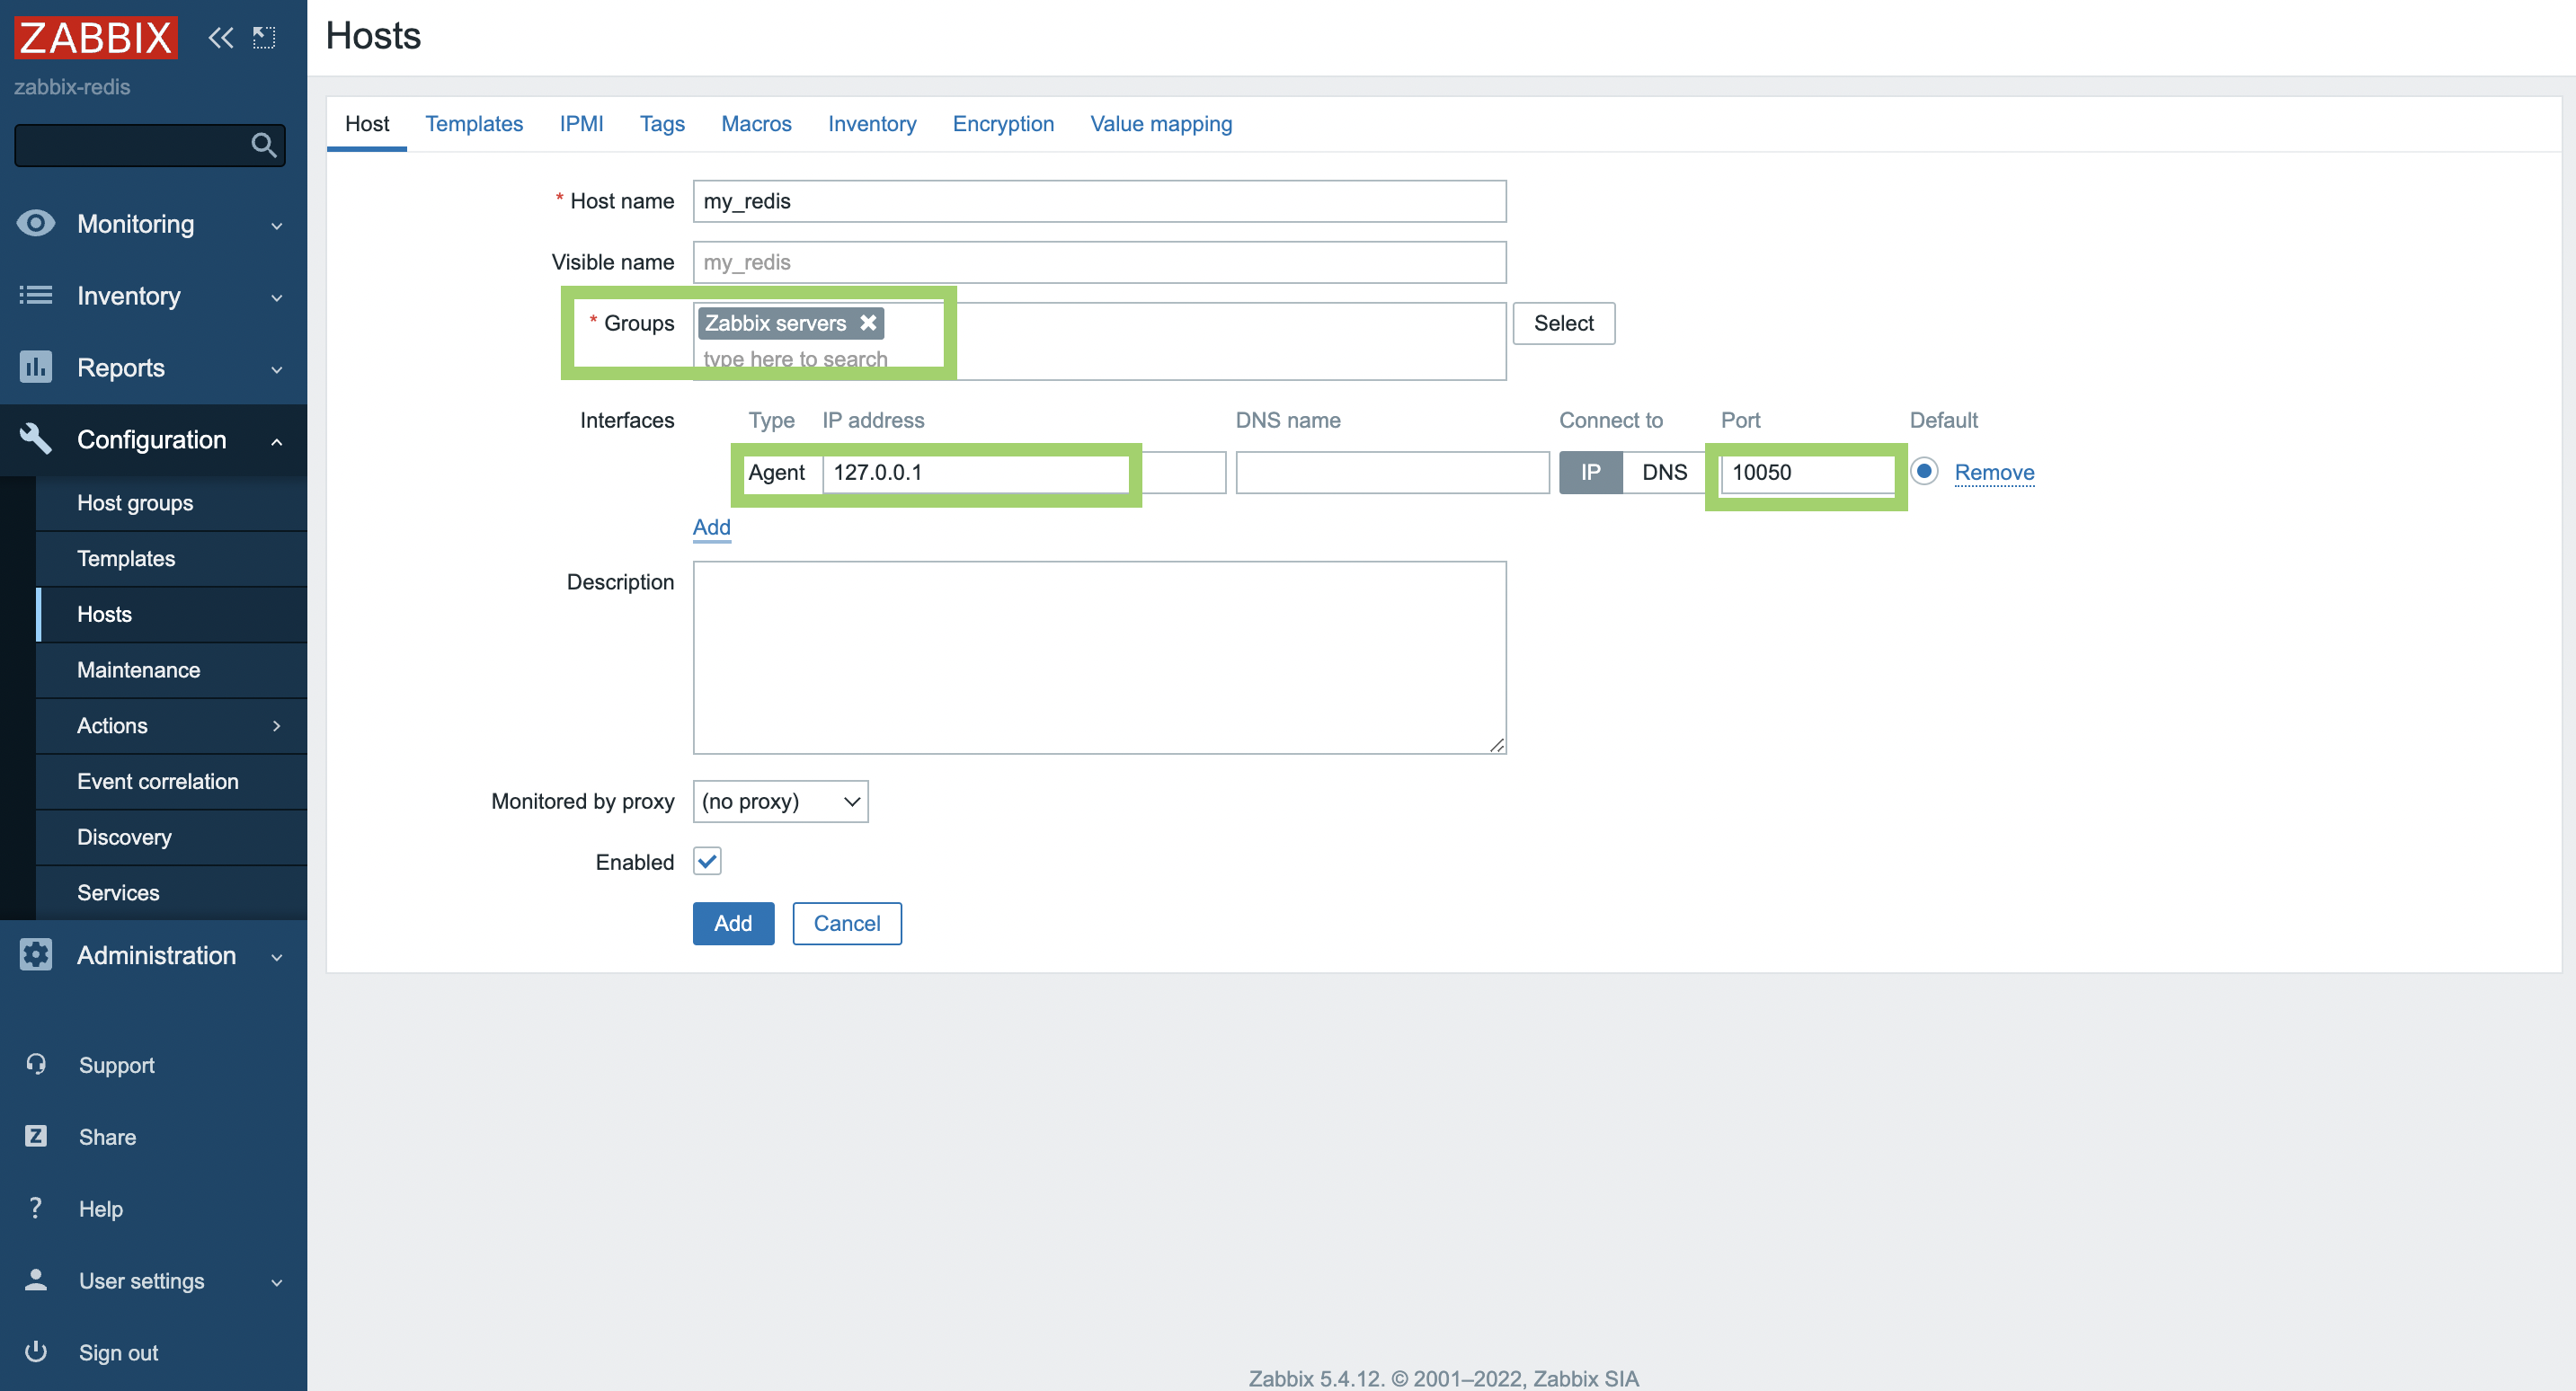 ZABBIX
zabbix-redis
Monitoring
Inventory
Reports
Configuration
Host groups
Templates
Hosts
Maintenance
Actions
Event correlation
Discovery
Services
Administration
Support
Z Share
? Help
User settings
Sign out
Hosts
Host Templates IPMI Tags Macros Inventory Encryption Value mapping
* Host name my_redis
Visible name my_redis
* Groups Zabbix servers Select
type here to search
Interfaces Type IP address DNS name Connect to Port Default
Agent 127.0.0.1 IP DNS 10050 Remove
Add
Description
Monitored by proxy (no proxy)
Enabled
Add Cancel
Zabbix 5.4.12. © 2001–2022, Zabbix SIA